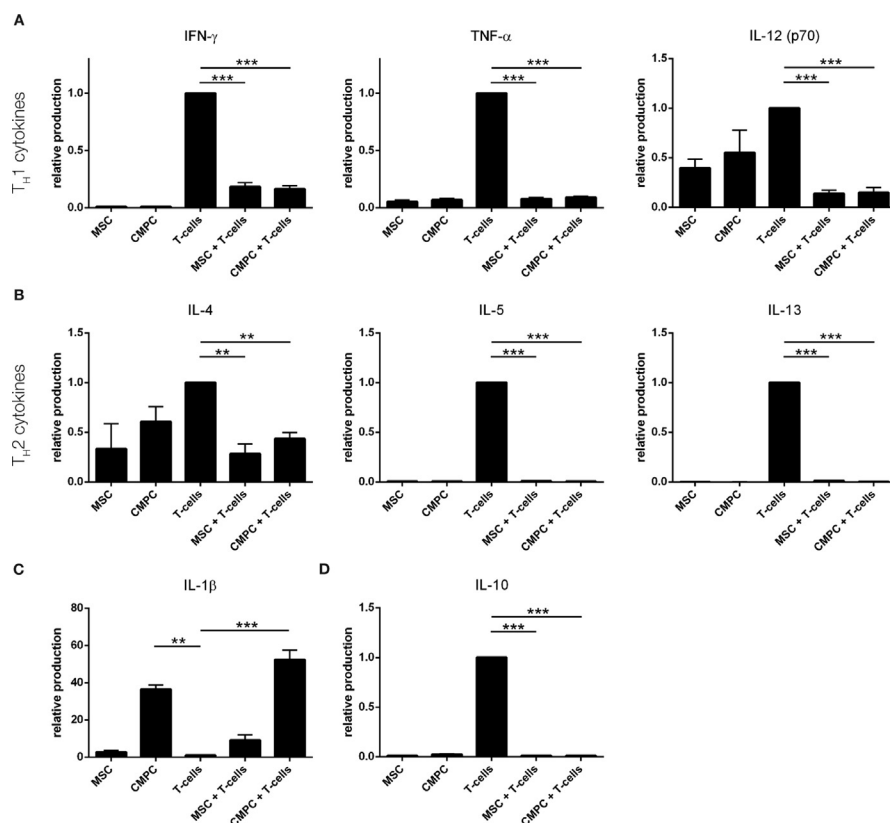 A
T_H1 cytokines
IFN-γ
relative production
1.0
0.5
0.0
***
***
MSC
CMPC
T-cells
MSC + T-cells
CMPC + T-cells
TNF-α
relative production
1.0
0.5
0.0
***
***
MSC
CMPC
T-cells
MSC + T-cells
CMPC + T-cells
IL-12 (p70)
relative production
1.5
1.0
0.5
0.0
***
***
MSC
CMPC
T-cells
MSC + T-cells
CMPC + T-cells
B
T_H2 cytokines
IL-4
relative production
1.5
1.0
0.5
0.0
**
**
MSC
CMPC
T-cells
MSC + T-cells
CMPC + T-cells
IL-5
relative production
1.5
1.0
0.5
0.0
***
***
MSC
CMPC
T-cells
MSC + T-cells
CMPC + T-cells
IL-13
relative production
1.5
1.0
0.5
0.0
***
***
MSC
CMPC
T-cells
MSC + T-cells
CMPC + T-cells
C
IL-1β
relative production
80
60
40
20
0
**
***
MSC
CMPC
T-cells
MSC + T-cells
CMPC + T-cells
D
IL-10
relative production
1.5
1.0
0.5
0.0
***
***
MSC
CMPC
T-cells
MSC + T-cells
CMPC + T-cells